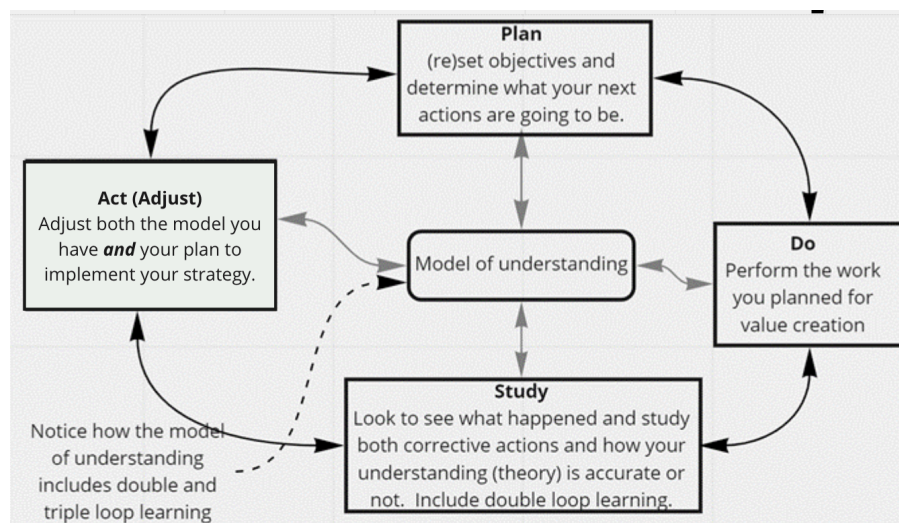 Plan
(re)set objectives and
determine what your next
actions are going to be.
Act (Adjust)
Adjust both the model you
have and your plan to
implement your strategy.
Model of understanding
Do
Perform the work
you planned for
value creation
Study
Look to see what happened and study
both corrective actions and how your
understanding (theory) is accurate or
not. Include double loop learning.
Notice how the model
of understanding
includes double and
triple loop learning